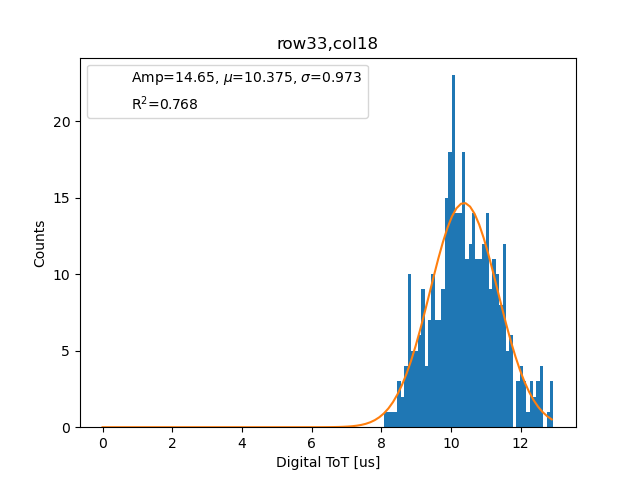 row33,col18
Amp=14.65, μ=10.375, σ=0.973
R²=0.768
Counts
20
15
10
5
0
0 2 4 6 8 10 12
Digital ToT [us]